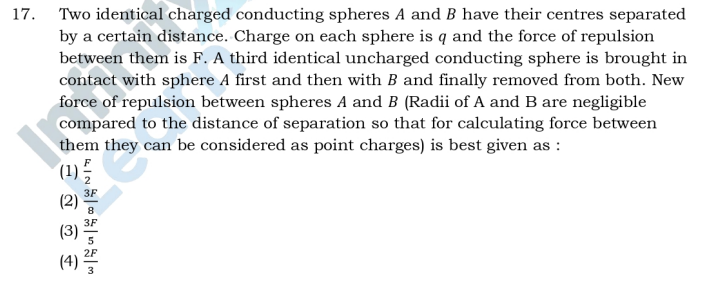 17. Two identical charged conducting spheres A and B have their centres separated
by a certain distance. Charge on each sphere is q and the force of repulsion
between them is F. A third identical uncharged conducting sphere is brought in
contact with sphere A first and then with B and finally removed from both. New
force of repulsion between spheres A and B (Radii of A and B are negligible
compared to the distance of separation so that for calculating force between
them they can be considered as point charges) is best given as :
(1) F/2
(2) 3F/8
(3) 3F/5
(4) 2F/3
Infinity
Learn